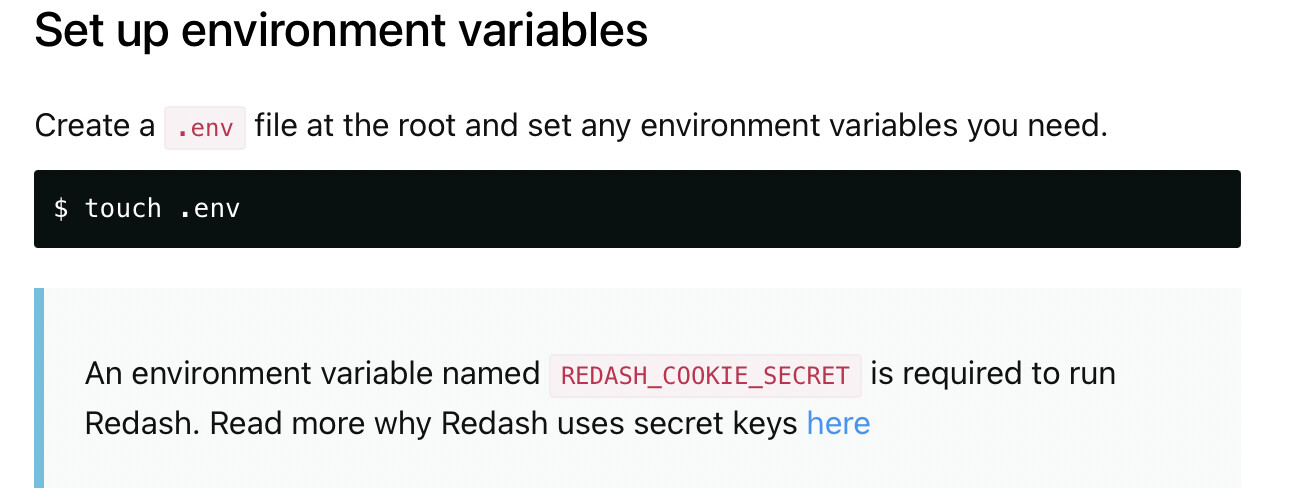 Set up environment variables
Create a .env file at the root and set any environment variables you need.
$ touch .env
An environment variable named REDASH_COOKIE_SECRET is required to run
Redash. Read more why Redash uses secret keys here